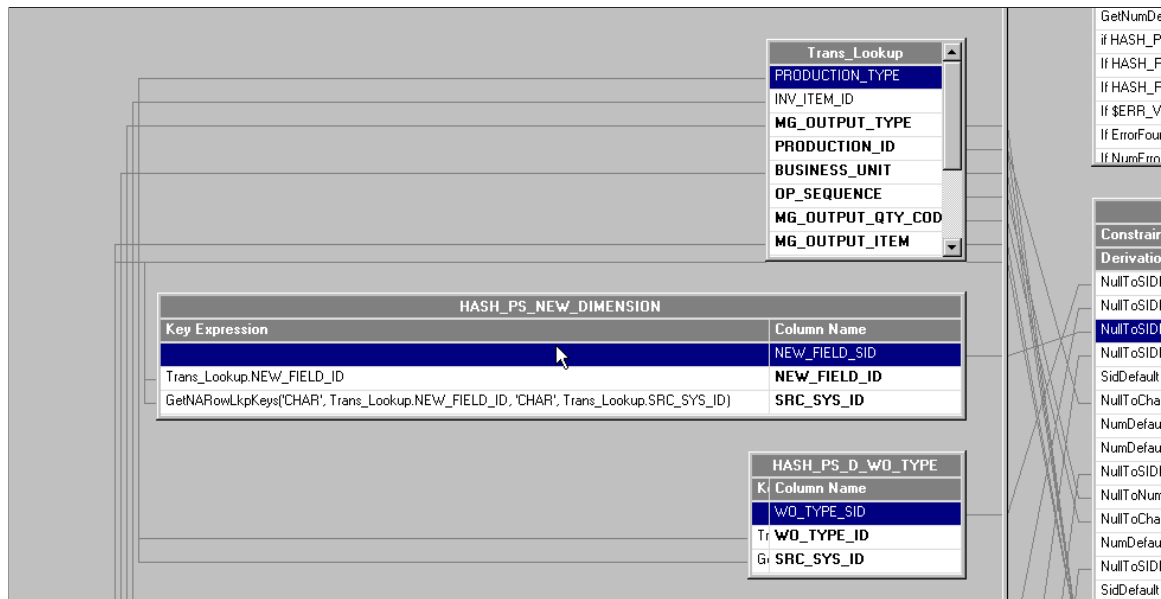 Trans_Lookup
PRODUCTION_TYPE
INV_ITEM_ID
MG_OUTPUT_TYPE
PRODUCTION_ID
BUSINESS_UNIT
OP_SEQUENCE
MG_OUTPUT_QTY_COD
MG_OUTPUT_ITEM
HASH_PS_NEW_DIMENSION
Key Expression Column Name
NEW_FIELD_SID
Trans_Lookup.NEW_FIELD_ID NEW_FIELD_ID
GetNARowLkpKeys('CHAR', Trans_Lookup.NEW_FIELD_ID, 'CHAR', Trans_Lookup.SRC_SYS_ID) SRC_SYS_ID
HASH_PS_D_WO_TYPE
K Column Name
WO_TYPE_SID
Tr WO_TYPE_ID
G SRC_SYS_ID
GetNumDe
if HASH_P
If HASH_F
If HASH_F
If $ERR_V
If ErrorFour
If NumErro
Constrain
Derivatio
NullToSIDI
NullToSIDI
NullToSIDI
NullToSIDI
SidDefault
NullToCha
NumDefau
NumDefau
NullToSIDI
NullToNum
NullToCha
NumDefau
NullToSIDI
SidDefault